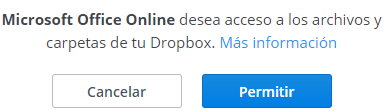 Microsoft Office Online desea acceso a los archivos y
carpetas de tu Dropbox. Más información
Cancelar Permitir